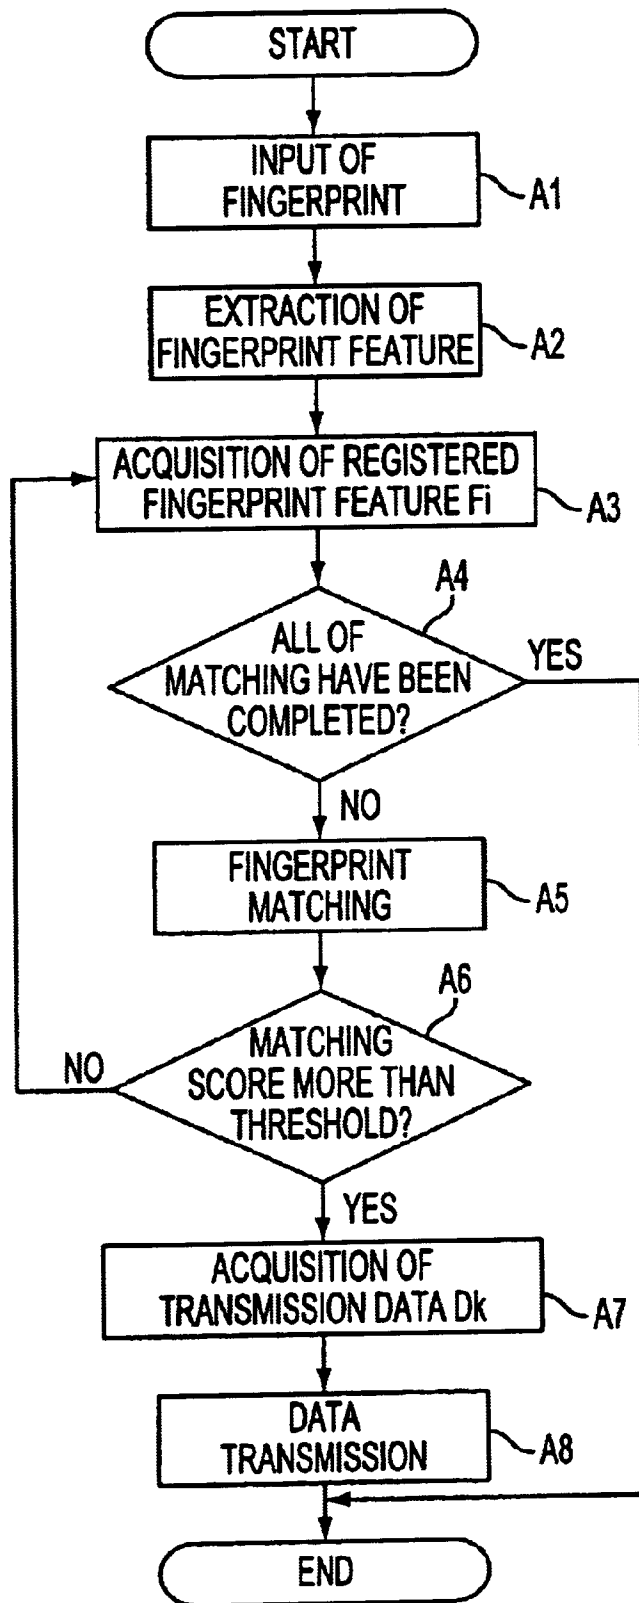 START
INPUT OF
FINGERPRINT
A1
EXTRACTION OF
FINGERPRINT FEATURE
A2
ACQUISITION OF REGISTERED
FINGERPRINT FEATURE Fi
A3
A4
ALL OF
MATCHING HAVE BEEN
COMPLETED?
YES
NO
FINGERPRINT
MATCHING
A5
A6
MATCHING
SCORE MORE THAN
THRESHOLD?
NO
YES
ACQUISITION OF
TRANSMISSION DATA Dk
A7
DATA
TRANSMISSION
A8
END